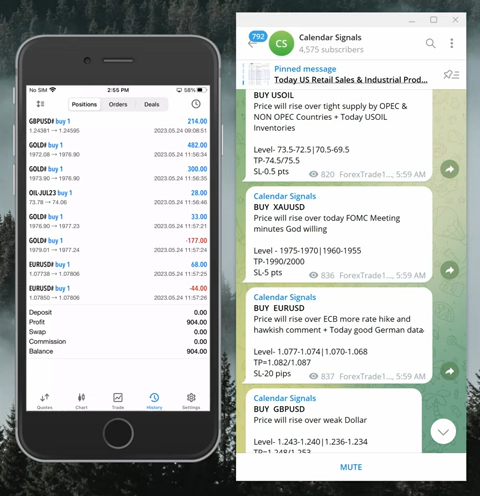 No SIM 2:55 PM 88%
Positions Orders Deals
GBPUSD# buy 1 214.00
1.24381 → 1.24595 2023.05.24 09:08:51
GOLD# buy 1 482.00
1972.08 → 1976.90 2023.05.24 11:56:34
GOLD# buy 1 300.00
1973.90 → 1976.90 2023.05.24 11:56:35
OIL-JUL23 buy 1 28.00
73.78 → 74.06 2023.05.24 11:56:46
GOLD# buy 1 33.00
1976.90 → 1977.23 2023.05.24 11:57:21
GOLD# buy 1 -177.00
1979.01 → 1977.24 2023.05.24 11:57:24
EURUSD# buy 1 68.00
1.07738 → 1.07806 2023.05.24 11:57:25
EURUSD# buy 1 -44.00
1.07850 → 1.07806 2023.05.24 11:57:26
Deposit 0.00
Profit 904.00
Swap 0.00
Commission 0.00
Balance 904.00
Quotes Chart Trade History Settings
792
CS
Calendar Signals
4,575 subscribers
Pinned message
Today US Retail Sales & Industrial Prod...
BUY USOIL
Price will rise over tight supply by OPEC &
NON OPEC Countries + Today USOIL
Inventories
Level- 73.5-72.5|70.5-69.5
TP-74.5/75.5
SL-0.5 pts 820 ForexTrade1..., 5:59 AM
Calendar Signals
BUY XAUUSD
Price will rise over today FOMC Meeting
minutes God willing
Level - 1975-1970|1960-1955
TP-1990/2000
SL-5 pts 836 ForexTrade1..., 5:59 AM
Calendar Signals
BUY EURUSD
Price will rise over ECB more rate hike and
hawkish comment + Today good German data
Level- 1.077-1.074|1.070-1.068
TP=1.082/1.087
SL-20 pips 837 ForexTrade1..., 5:59 AM
Calendar Signals
BUY GBPUSD
Price will rise over weak Dollar
Level- 1.243-1.240|1.236-1.234
TP-1.248/1.253
MUTE